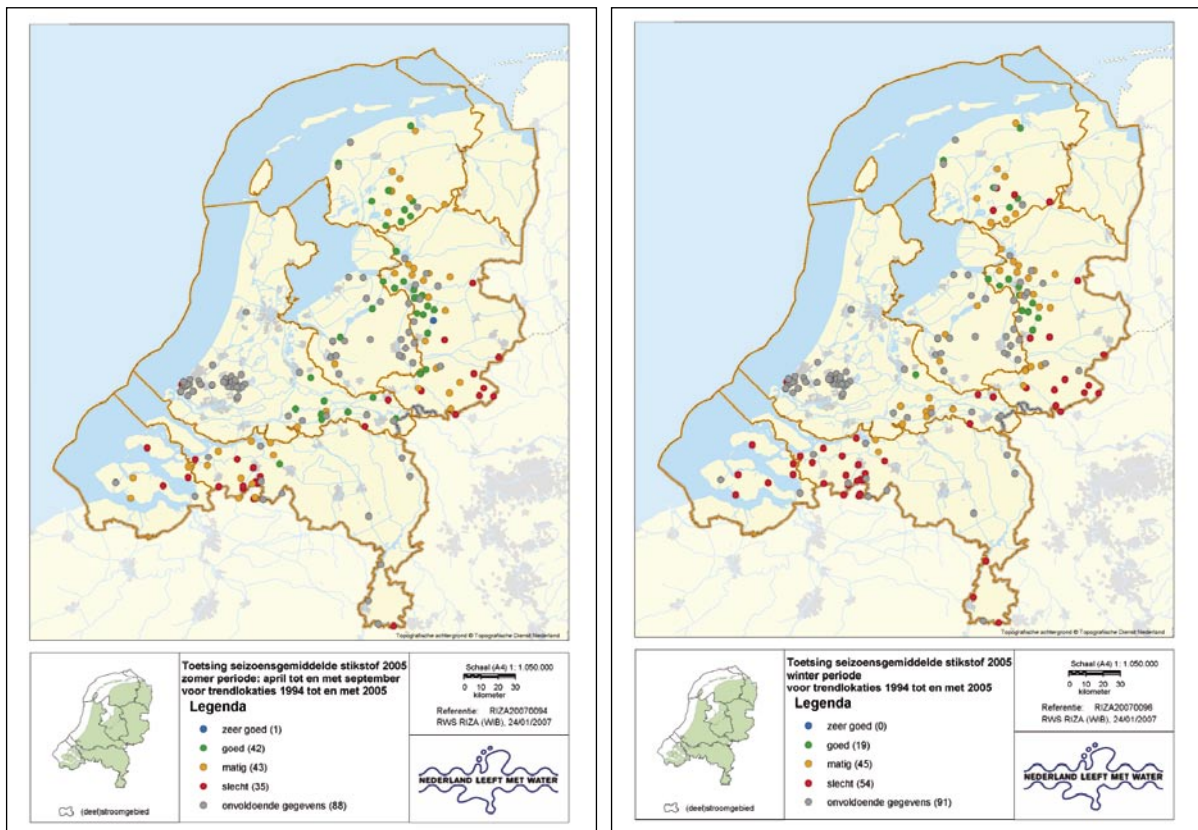 Topografische achtergrond © Topografische Dienst Nederland
Toetsing seizoensgemiddelde stikstof 2005
zomer periode: april tot en met september
voor trendlokaties 1994 tot en met 2005
Legenda
zeer goed (1)
goed (42)
matig (43)
slecht (35)
onvoldoende gegevens (88)
(deel)stroomgebied
Schaal (A4) 1: 1.050.000
0 10 20 30
kilometer
Referentie: RIZA20070094
RWS RIZA (WIB), 24/01/2007
NEDERLAND LEEFT MET WATER
Topografische achtergrond © Topografische Dienst Nederland
Toetsing seizoensgemiddelde stikstof 2005
winter periode
voor trendlokaties 1994 tot en met 2005
Legenda
zeer goed (0)
goed (19)
matig (45)
slecht (54)
onvoldoende gegevens (91)
(deel)stroomgebied
Schaal (A4) 1: 1.050.000
0 10 20 30
kilometer
Referentie: RIZA20070096
RWS RIZA (WIB), 24/01/2007
NEDERLAND LEEFT MET WATER